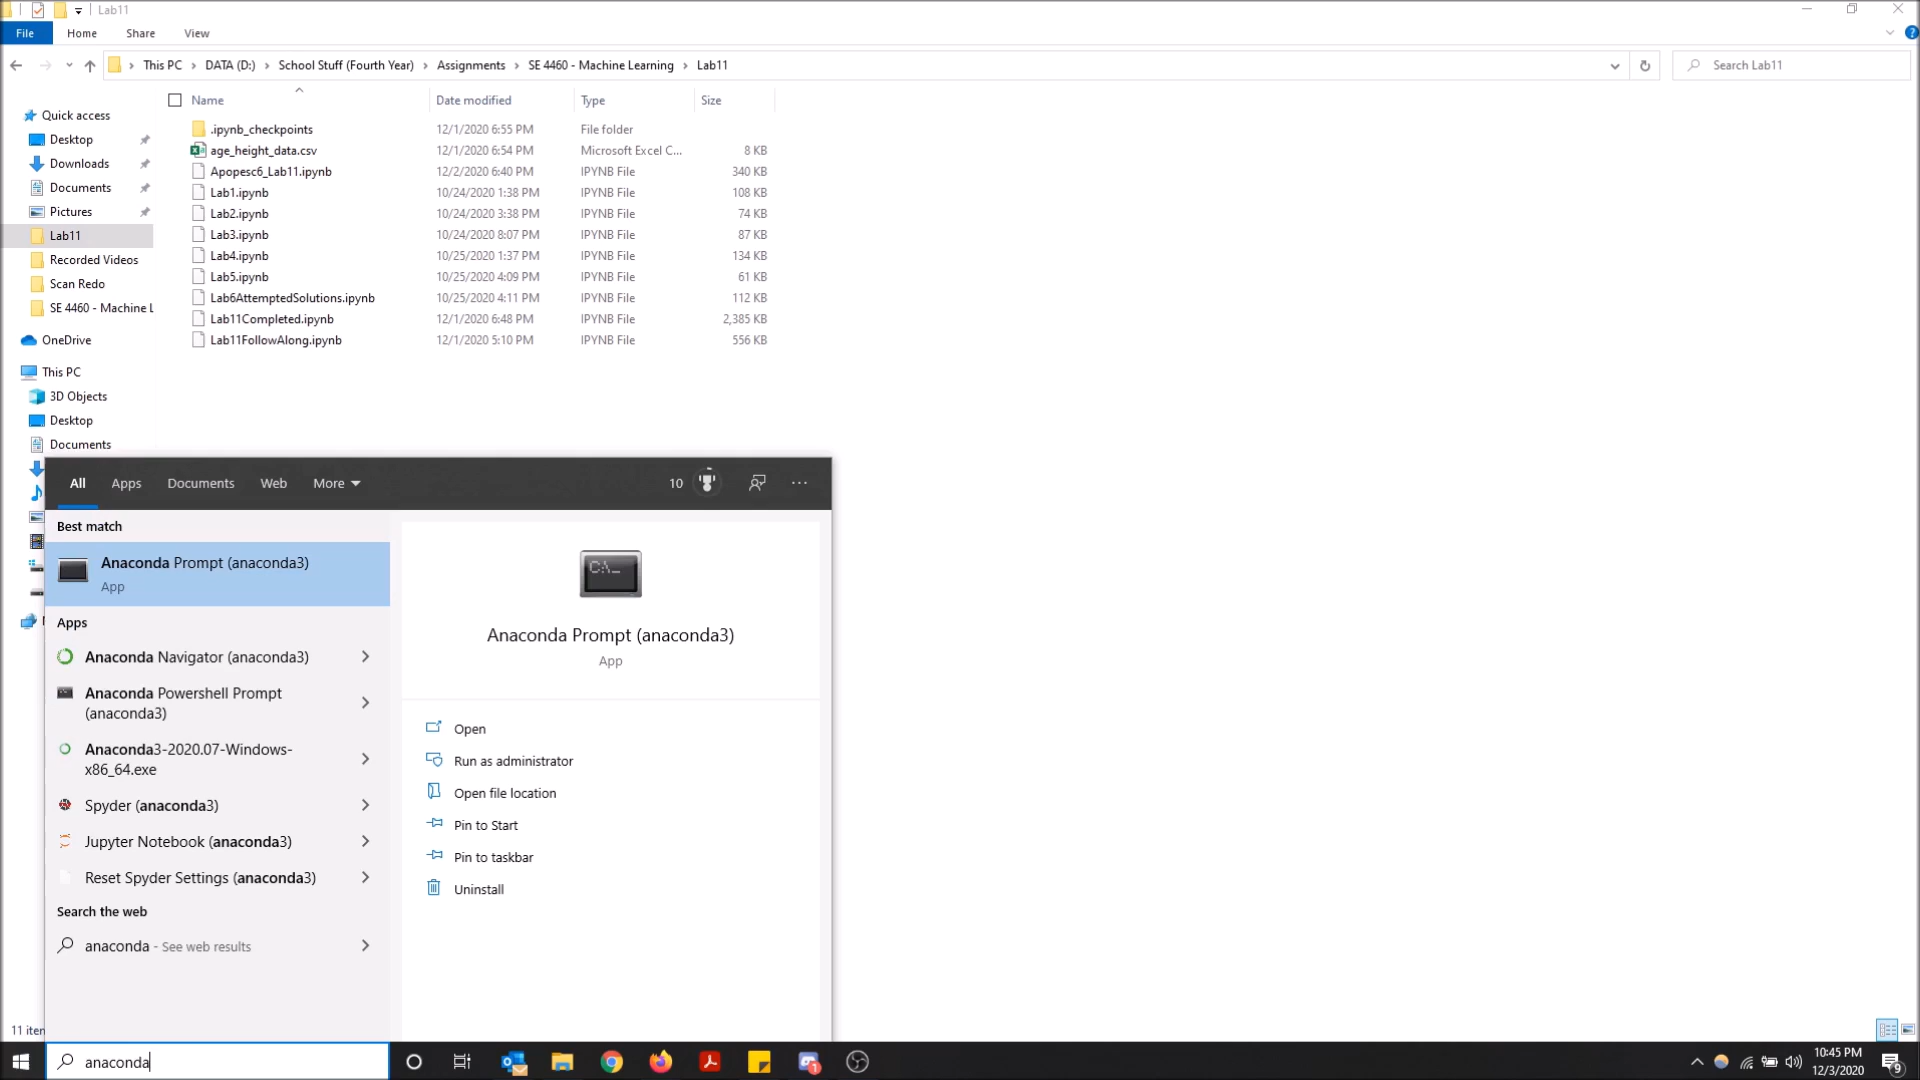 Lab11
File Home Share View
This PC DATA (D:) School Stuff (Fourth Year) Assignments SE 4460 - Machine Learning Lab11
Search Lab11
Name Date modified Type Size
.ipynb_checkpoints 12/1/2020 6:55 PM File folder
age_height_data.csv 12/1/2020 6:54 PM Microsoft Excel C... 8 KB
Apopesc6_Lab11.ipynb 12/2/2020 6:40 PM IPYNB File 340 KB
Lab1.ipynb 10/24/2020 1:38 PM IPYNB File 108 KB
Lab2.ipynb 10/24/2020 3:38 PM IPYNB File 74 KB
Lab3.ipynb 10/24/2020 8:07 PM IPYNB File 87 KB
Lab4.ipynb 10/25/2020 1:37 PM IPYNB File 134 KB
Lab5.ipynb 10/25/2020 4:09 PM IPYNB File 61 KB
Lab6AttemptedSolutions.ipynb 10/25/2020 4:11 PM IPYNB File 112 KB
Lab11Completed.ipynb 12/1/2020 6:48 PM IPYNB File 2,385 KB
Lab11FollowAlong.ipynb 12/1/2020 5:10 PM IPYNB File 556 KB
Quick access
Desktop
Downloads
Documents
Pictures
Lab11
Recorded Videos
Scan Redo
SE 4460 - Machine L
OneDrive
This PC
3D Objects
Desktop
Documents
All Apps Documents Web More 10 ...
Best match
Anaconda Prompt (anaconda3)
App
Apps
Anaconda Navigator (anaconda3)
Anaconda Powershell Prompt
(anaconda3)
Anaconda3-2020.07-Windows-
x86_64.exe
Spyder (anaconda3)
Jupyter Notebook (anaconda3)
Reset Spyder Settings (anaconda3)
Search the web
anaconda - See web results
C:\_
Anaconda Prompt (anaconda3)
App
Open
Run as administrator
Open file location
Pin to Start
Pin to taskbar
Uninstall
11 iten
anaconda
1
10:45 PM
12/3/2020
9